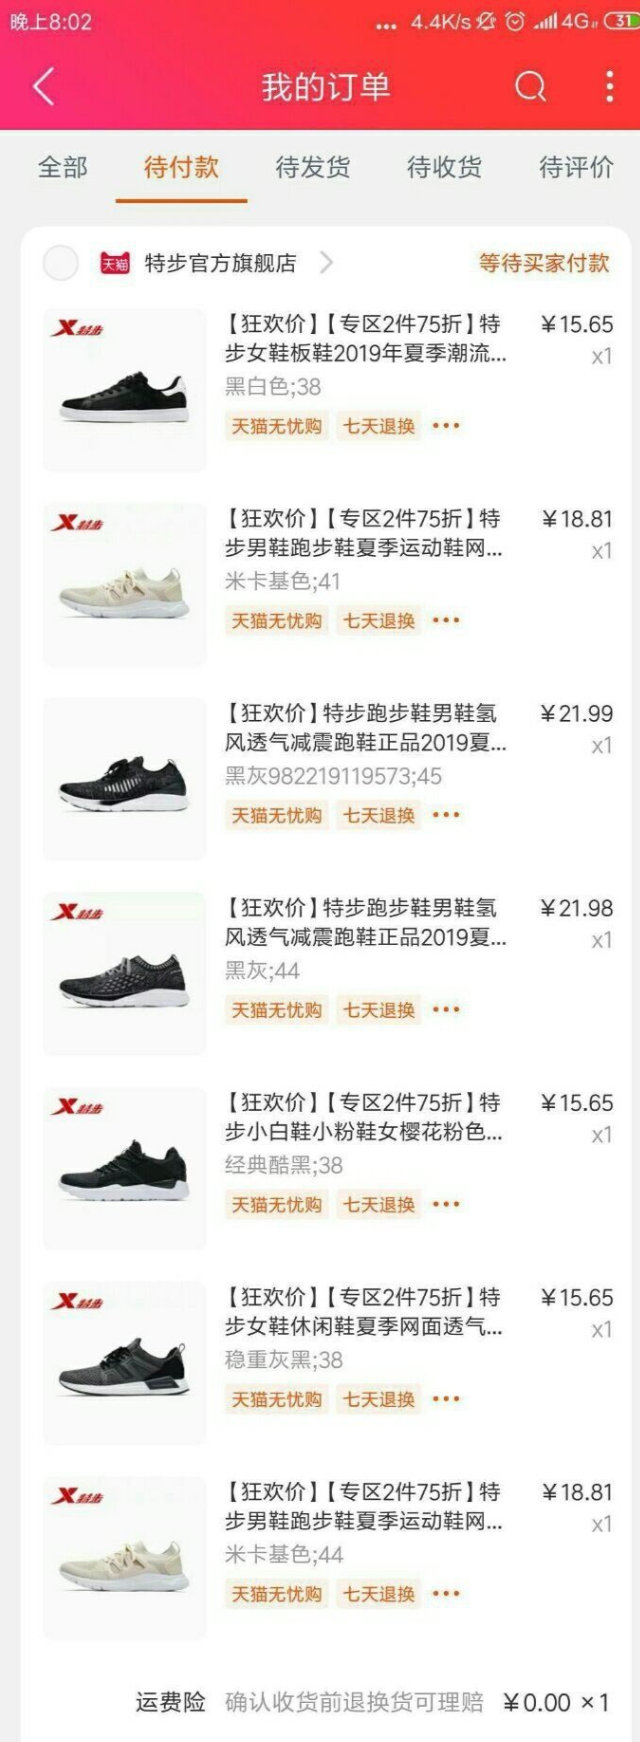 晚上8:02 ... 4.4K/s 4G 31
我的订单
全部 待付款 待发货 待收货 待评价
天猫 特步官方旗舰店 等待买家付款
特步
【狂欢价】【专区2件75折】特 ¥15.65
步女鞋板鞋2019年夏季潮流... x1
黑白色;38
天猫无忧购 七天退换 •••
特步
【狂欢价】【专区2件75折】特 ¥18.81
步男鞋跑步鞋夏季运动鞋网... x1
米卡基色;41
天猫无忧购 七天退换 •••
【狂欢价】特步跑步鞋男鞋氢 ¥21.99
风透气减震跑鞋正品2019夏... x1
黑灰982219119573;45
天猫无忧购 七天退换 •••
特步
【狂欢价】特步跑步鞋男鞋氢 ¥21.98
风透气减震跑鞋正品2019夏... x1
黑灰;44
天猫无忧购 七天退换 •••
特步
【狂欢价】【专区2件75折】特 ¥15.65
步小白鞋小粉鞋女樱花粉色... x1
经典酷黑;38
天猫无忧购 七天退换 •••
特步
【狂欢价】【专区2件75折】特 ¥15.65
步女鞋休闲鞋夏季网面透气... x1
稳重灰黑;38
天猫无忧购 七天退换 •••
特步
【狂欢价】【专区2件75折】特 ¥18.81
步男鞋跑步鞋夏季运动鞋网... x1
米卡基色;44
天猫无忧购 七天退换 •••
运费险 确认收货前退换货可理赔 ¥0.00 ×1